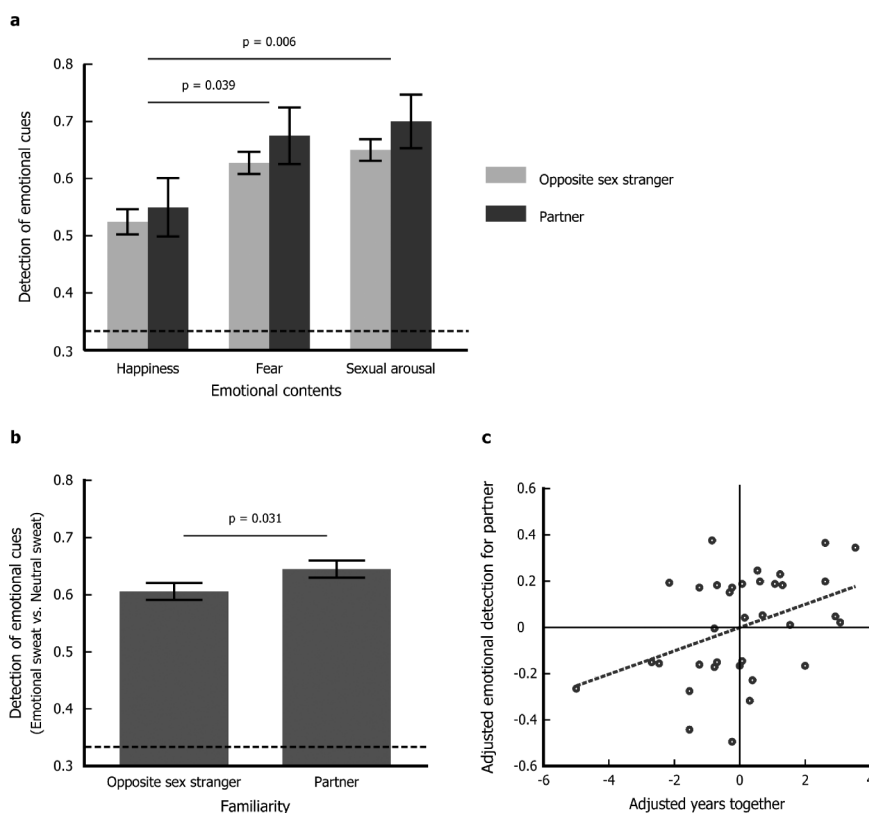 a
p = 0.006
p = 0.039
0.8
0.7
0.6
0.5
0.4
0.3
Detection of emotional cues
Happiness
Fear
Sexual arousal
Emotional contents
Opposite sex stranger
Partner
b
p = 0.031
0.8
0.7
0.6
0.5
0.4
0.3
Detection of emotional cues
(Emotional sweat vs. Neutral sweat)
Opposite sex stranger
Partner
Familiarity
c
0.6
0.4
0.2
0
-0.2
-0.4
-0.6
Adjusted emotional detection for partner
-6
-4
-2
0
2
4
Adjusted years together